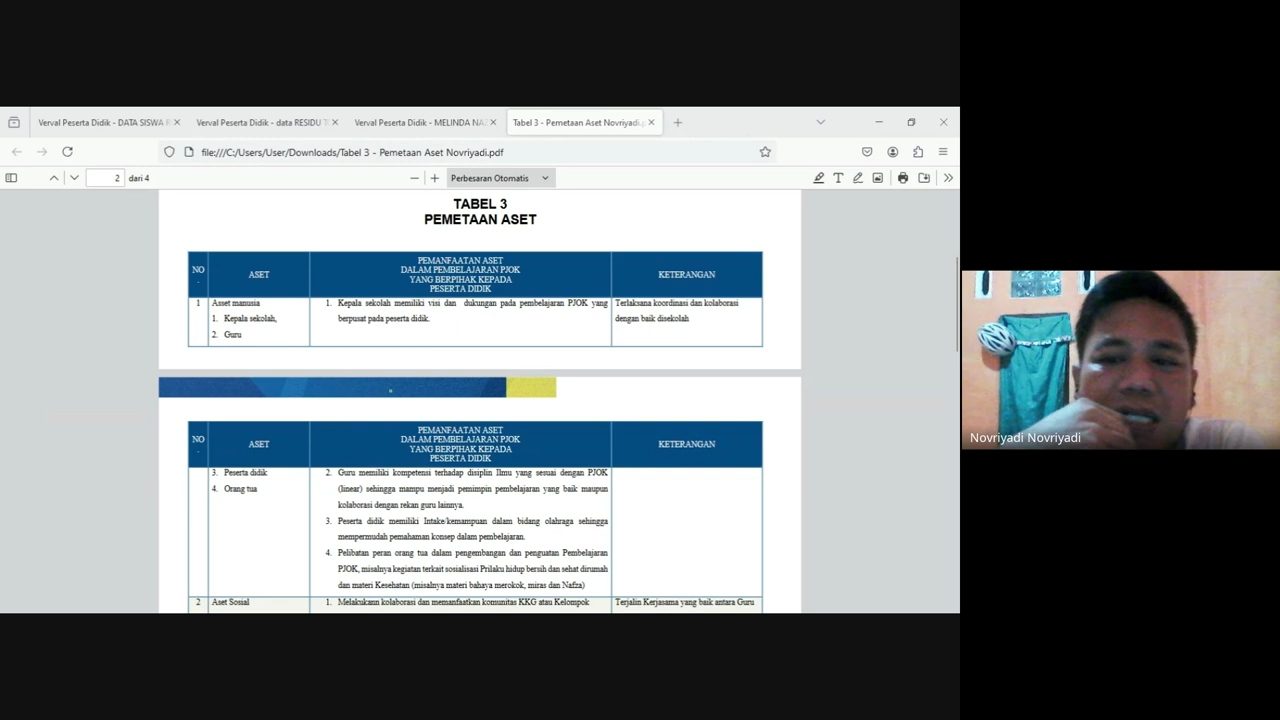 Verval Peserta Didik - DATA SISWA
Verval Peserta Didik - data RESIDU
Verval Peserta Didik - MELINDA
Tabel 3 - Pemetaan Aset Novriyadi.p
file:///C:/Users/User/Downloads/Tabel 3 - Pemetaan Aset Novriyadi.pdf
2 dari 4
Perbesaran Otomatis
TABEL 3
PEMETAAN ASET
NO
.
ASET
PEMANFAATAN ASET
DALAM PEMBELAJARAN PJOK
YANG BERPIHAK KEPADA
PESERTA DIDIK
KETERANGAN
1
Asset manusia
1. Kepala sekolah,
2. Guru
1. Kepala sekolah memiliki visi dan dukungan pada pembelajaran PJOK yang
berpusat pada peserta didik.
Terlaksana koordinasi dan kolaborasi
dengan baik disekolah
NO
.
ASET
PEMANFAATAN ASET
DALAM PEMBELAJARAN PJOK
YANG BERPIHAK KEPADA
PESERTA DIDIK
KETERANGAN
3. Peserta didik
4. Orang tua
2. Guru memiliki kompetensi terhadap disiplin Ilmu yang sesuai dengan PJOK
(linear) sehingga mampu menjadi pemimpin pembelajaran yang baik maupun
kolaborasi dengan rekan guru lainnya.
3. Peserta didik memiliki Intake/kemampuan dalam bidang olahraga sehingga
mempermudah pemahaman konsep dalam pembelajaran.
4. Pelibatan peran orang tua dalam pengembangan dan penguatan Pembelajaran
PJOK, misalnya kegiatan terkait sosialisasi Prilaku hidup bersih dan sehat dirumah
dan materi Kesehatan (misalnya materi bahaya merokok, miras dan Nafza)
2
Aset Sosial
1. Melakukann kolaborasi dan memanfaatkan komunitas KKG atau Kelompok
Terjalin Kerjasama yang baik antara Guru
Novriyadi Novriyadi